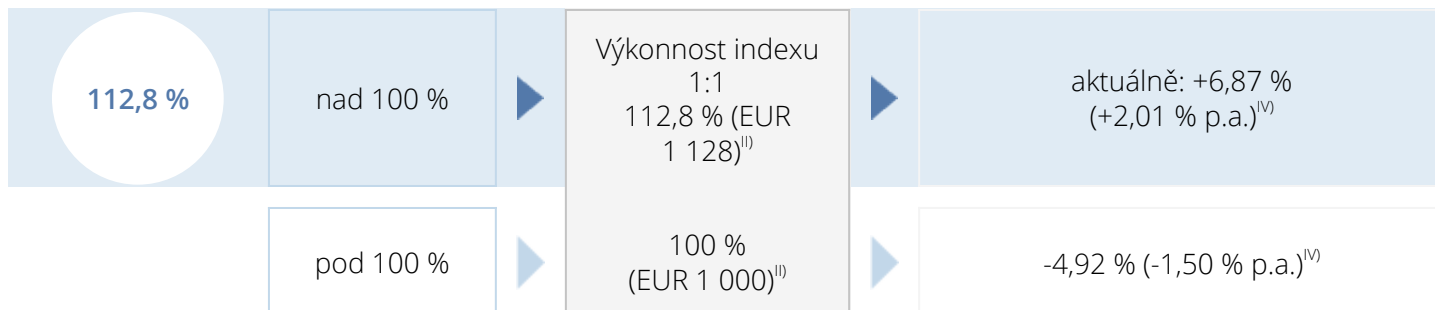 112,8 %
nad 100 %
Výkonnost indexu
1:1
112,8 % (EUR
1 128)II)
aktuálně: +6,87 %
(+2,01 % p.a.)IV)
pod 100 %
100 %
(EUR 1 000)II)
-4,92 % (-1,50 % p.a.)IV)